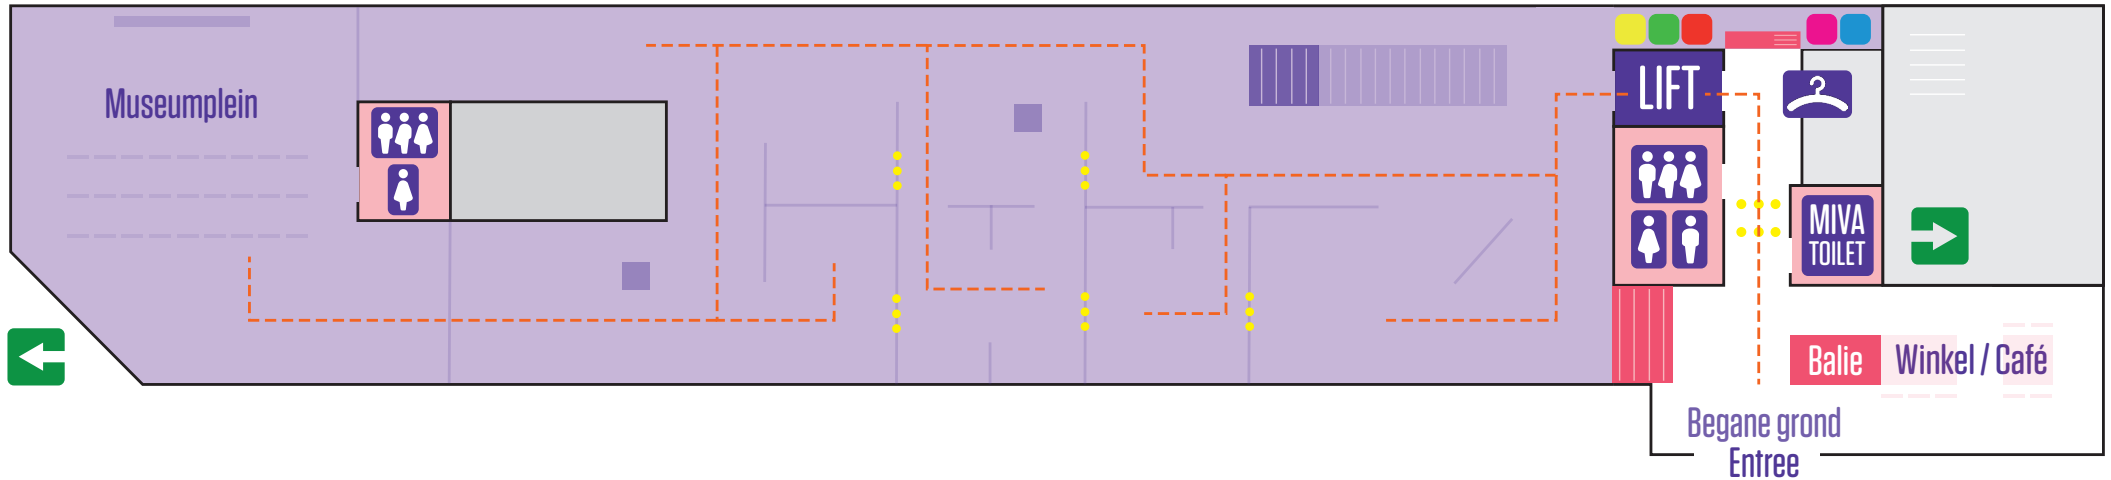 Museumplein
LIFT
MIVA
TOILET
Balie
Winkel / Café
Begane grond
Entree